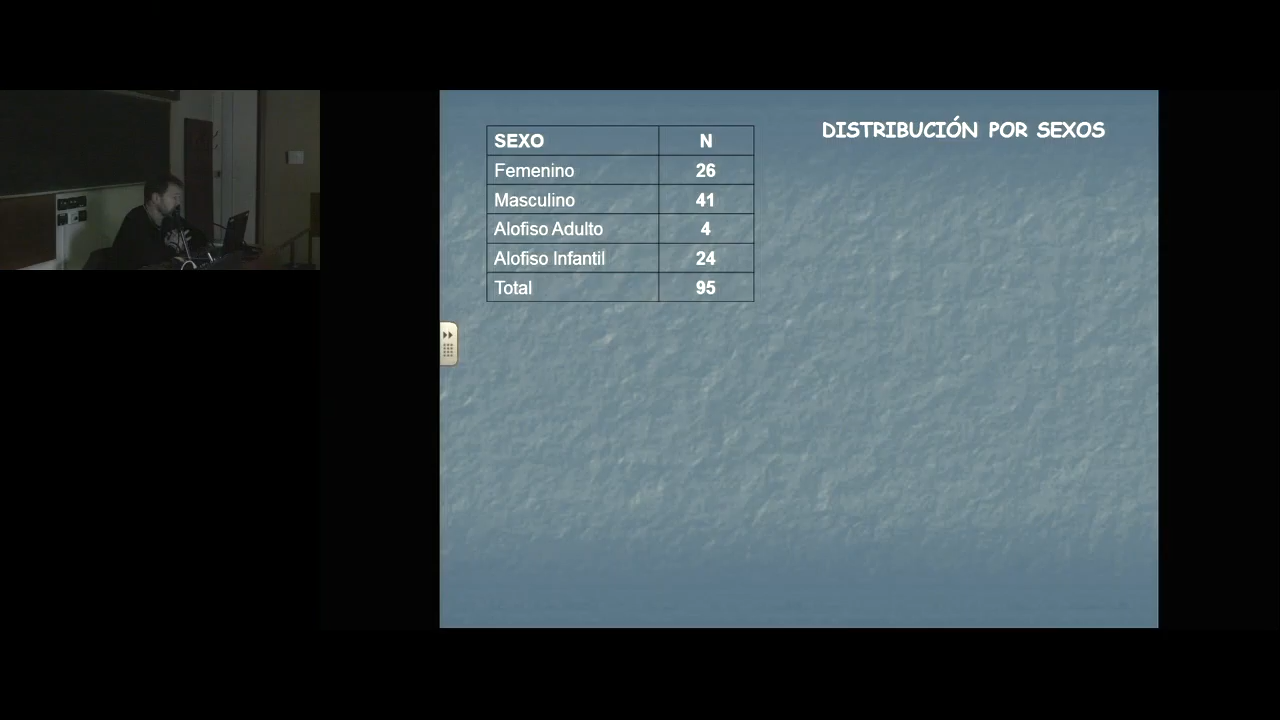 DISTRIBUCIÓN POR SEXOS
SEXO N
Femenino 26
Masculino 41
Alofiso Adulto 4
Alofiso Infantil 24
Total 95